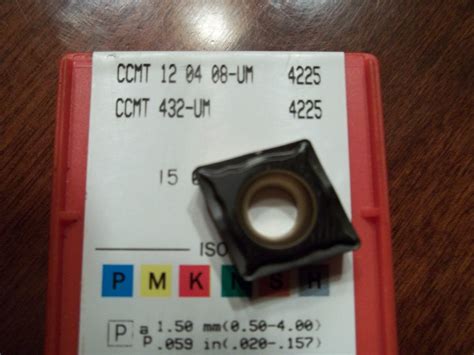 CCMT 12 04 08-UM 4225
CCMT 432-UM 4225
15
ISO
P M K N S H
P a p 1.50 mm(0.50-4.00)
.059 in(.020-.157)